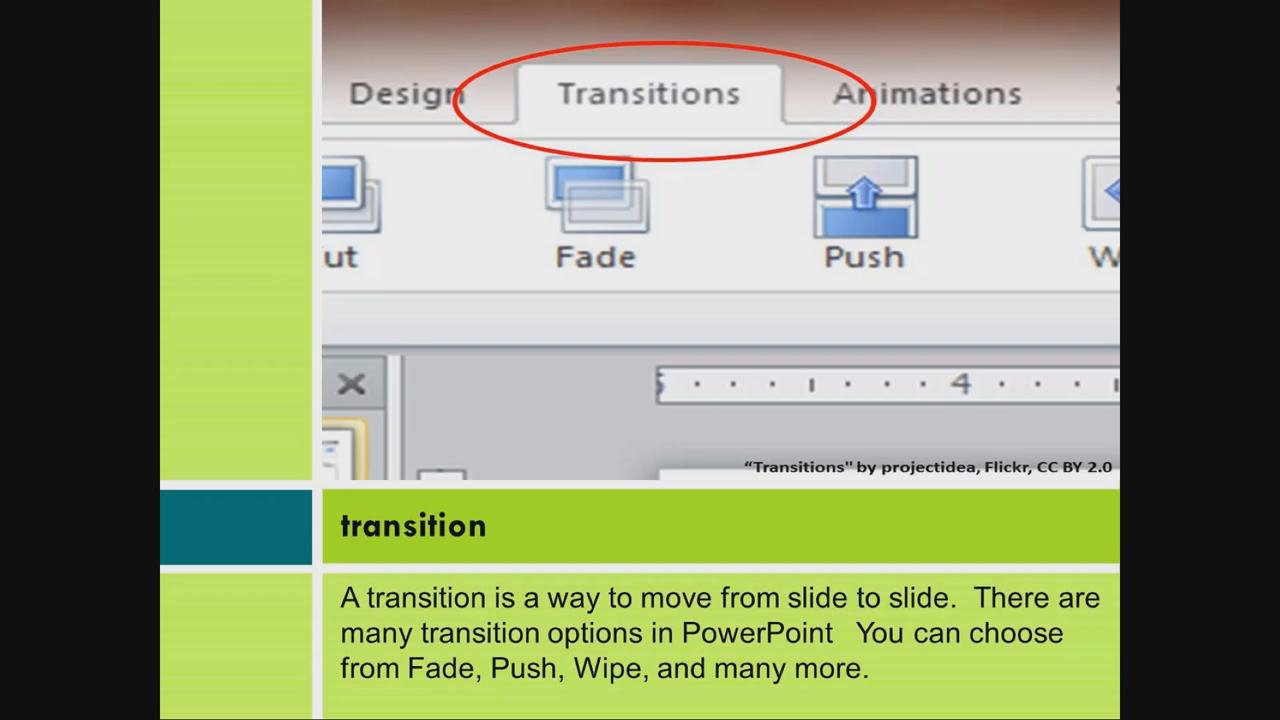 Design Transitions Animations
ut Fade Push W
4
“Transitions" by projectidea, Flickr, CC BY 2.0
transition
A transition is a way to move from slide to slide.  There are
many transition options in PowerPoint   You can choose
from Fade, Push, Wipe, and many more.